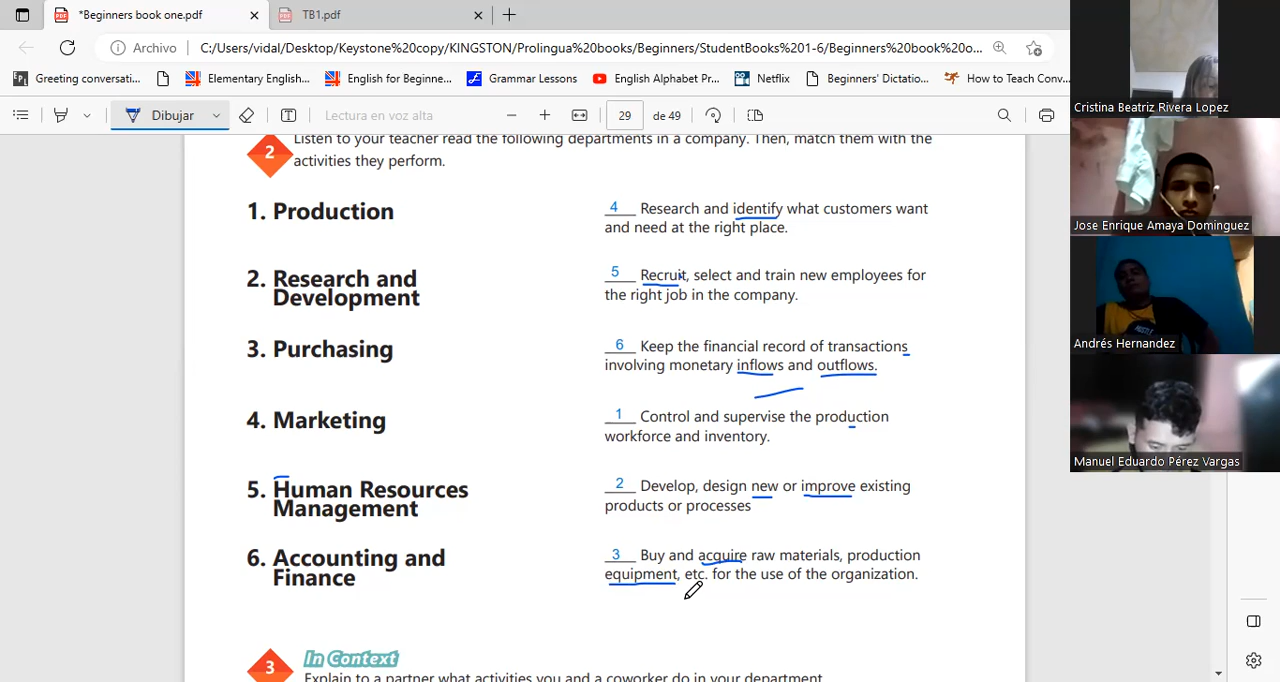 *Beginners book one.pdf
TB1.pdf
Archivo
C:/Users/vidal/Desktop/Keystone%20copy/KINGSTON/Prolingua%20books/Beginners/StudentBooks%201-6/Beginners%20book%20o...
Greeting conversati...
Elementary English...
English for Beginne...
Grammar Lessons
English Alphabet Pr...
Netflix
Beginners' Dictatio...
How to Teach Conv...
Dibujar
Lectura en voz alta
29 de 49
2 Listen to your teacher read the following departments in a company. Then, match them with the
activities they perform.
1. Production
4 Research and identify what customers want
and need at the right place.
2. Research and
Development
5 Recruit, select and train new employees for
the right job in the company.
3. Purchasing
6 Keep the financial record of transactions
involving monetary inflows and outflows.
4. Marketing
1 Control and supervise the production
workforce and inventory.
5. Human Resources
Management
2 Develop, design new or improve existing
products or processes
6. Accounting and
Finance
3 Buy and acquire raw materials, production
equipment, etc. for the use of the organization.
3 In Context
Explain to a partner what activities you and a coworker do in your department.
Cristina Beatriz Rivera Lopez
Jose Enrique Amaya Dominguez
Andrés Hernandez
Manuel Eduardo Pérez Vargas